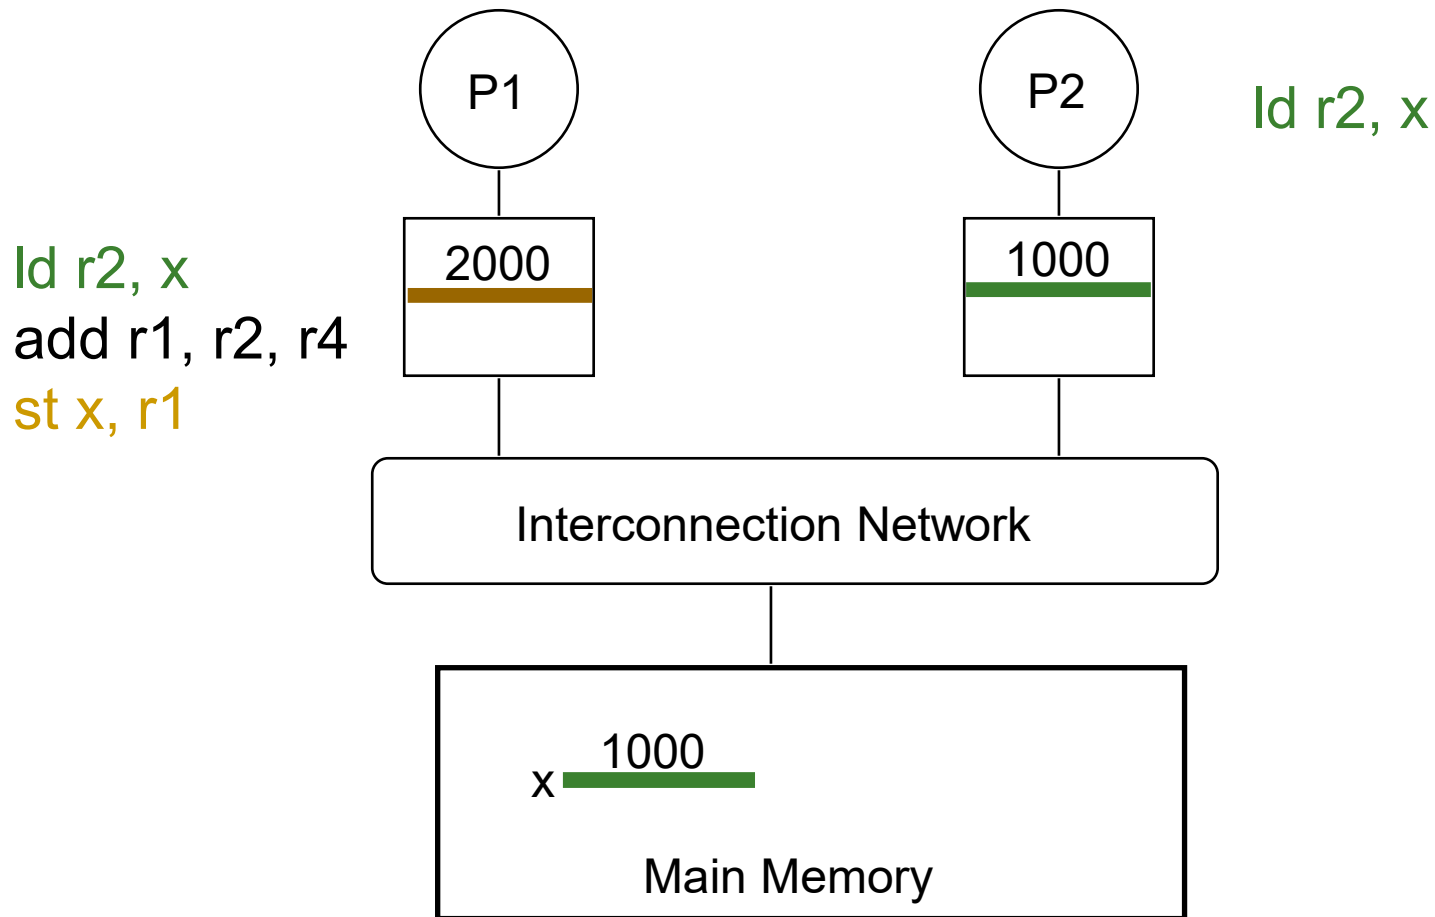 P1
P2
ld r2, x
2000
1000
ld r2, x
add r1, r2, r4
st x, r1
Interconnection Network
1000
x
Main Memory